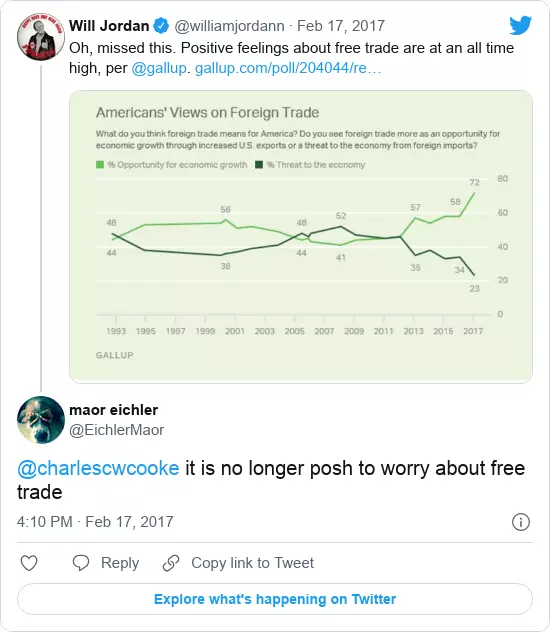 Will Jordan @williamjordann · Feb 17, 2017
Oh, missed this. Positive feelings about free trade are at an all time
high, per @gallup. gallup.com/poll/204044/re…
Americans' Views on Foreign Trade
What do you think foreign trade means for America? Do you see foreign trade more as an opportunity for
economic growth through increased U.S. exports or a threat to the economy from foreign imports?
% Opportunity for economic growth % Threat to the economy
80
72
60
58
57
56
52
48
48
44
44
41
40
36
35
34
23
20
0
1993 1995 1997 1999 2001 2003 2005 2007 2009 2011 2013 2015 2017
GALLUP
maor eichler
@EichlerMaor
@charlescwcooke it is no longer posh to worry about free
trade
4:10 PM · Feb 17, 2017
Reply
Copy link to Tweet
Explore what's happening on Twitter